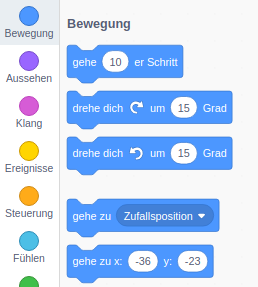 Bewegung
Aussehen
Klang
Ereignisse
Steuerung
Fühlen
Bewegung
gehe 10 er Schritt
drehe dich um 15 Grad
drehe dich um 15 Grad
gehe zu Zufallsposition
gehe zu x: -36 y: -23